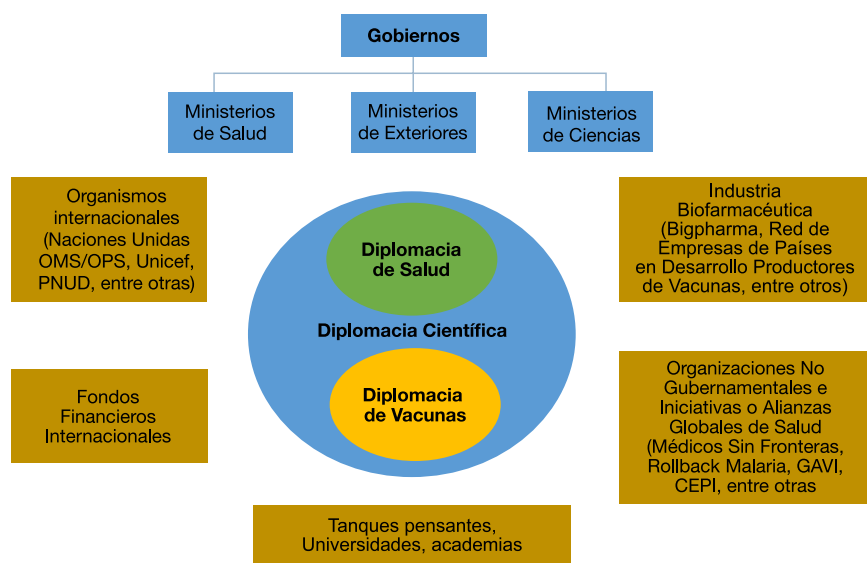 Gobiernos
Ministerios
de Salud
Ministerios
de Exteriores
Ministerios
de Ciencias
Organismos
internacionales
(Naciones Unidas
OMS/OPS, Unicef,
PNUD, entre otras)
Industria
Biofarmacéutica
(Bigpharma, Red de
Empresas de Países
en Desarrollo Productores
de Vacunas, entre otros)
Diplomacia
de Salud
Diplomacia Científica
Diplomacia
de Vacunas
Fondos
Financieros
Internacionales
Organizaciones No
Gubernamentales e
Iniciativas o Alianzas
Globales de Salud
(Médicos Sin Fronteras,
Rollback Malaria, GAVI,
CEPI, entre otras
Tanques pensantes,
Universidades, academias